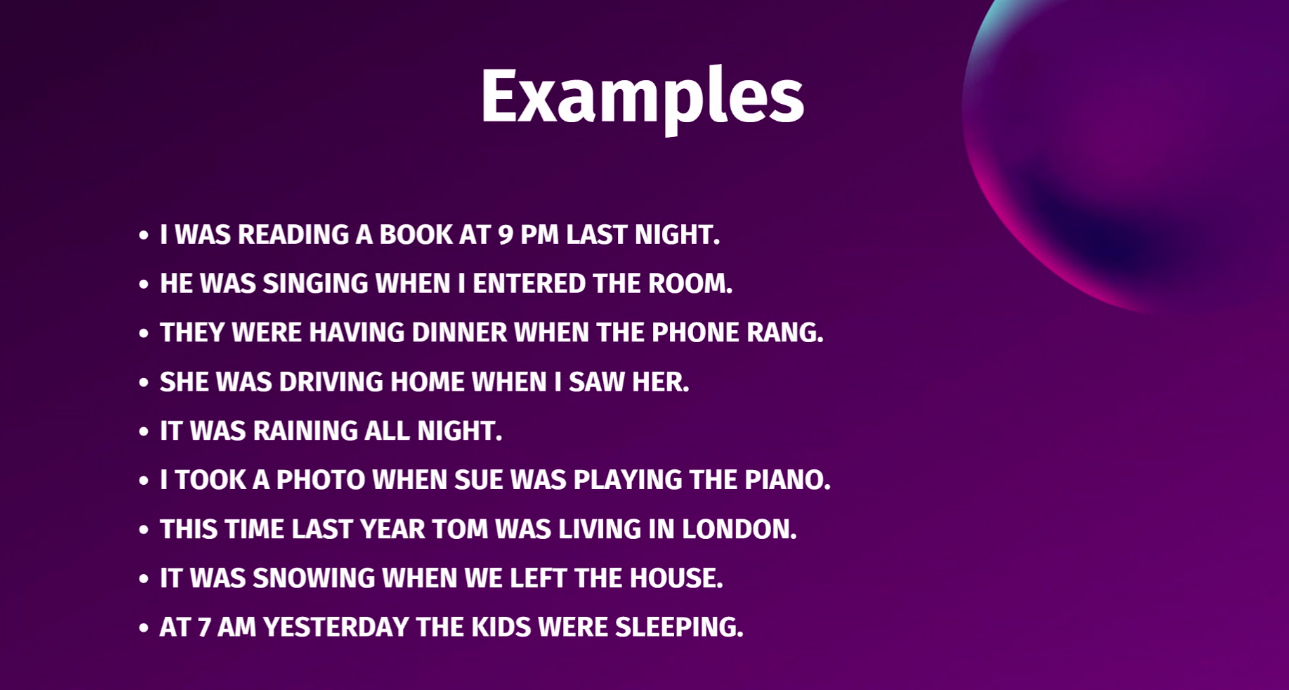 Examples
• I WAS READING A BOOK AT 9 PM LAST NIGHT.
• HE WAS SINGING WHEN I ENTERED THE ROOM.
• THEY WERE HAVING DINNER WHEN THE PHONE RANG.
• SHE WAS DRIVING HOME WHEN I SAW HER.
• IT WAS RAINING ALL NIGHT.
• I TOOK A PHOTO WHEN SUE WAS PLAYING THE PIANO.
• THIS TIME LAST YEAR TOM WAS LIVING IN LONDON.
• IT WAS SNOWING WHEN WE LEFT THE HOUSE.
• AT 7 AM YESTERDAY THE KIDS WERE SLEEPING.